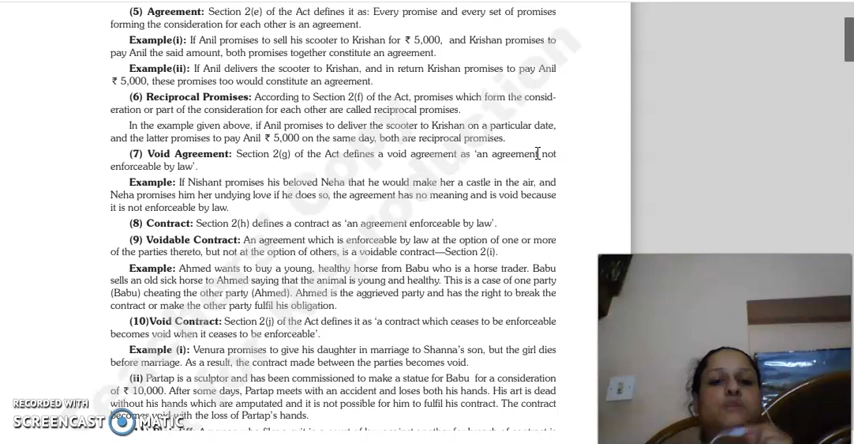 (5) Agreement: Section 2(e) of the Act defines it as: Every promise and every set of promises
forming the consideration for each other is an agreement.
Example(i): If Anil promises to sell his scooter to Krishan for ₹ 5,000, and Krishan promises to
pay Anil the said amount, both promises together constitute an agreement.
Example(ii): If Anil delivers the scooter to Krishan, and in return Krishan promises to pay Anil
₹ 5,000, these promises too would constitute an agreement.
(6) Reciprocal Promises: According to Section 2(f) of the Act, promises which form the consid-
eration or part of the consideration for each other are called reciprocal promises.
In the example given above, if Anil promises to deliver the scooter to Krishan on a particular date,
and the latter promises to pay Anil ₹ 5,000 on the same day, both are reciprocal promises.
(7) Void Agreement: Section 2(g) of the Act defines a void agreement as 'an agreement not
enforceable by law'.
Example: If Nishant promises his beloved Neha that he would make her a castle in the air, and
Neha promises him her undying love if he does so, the agreement has no meaning and is void because
it is not enforceable by law.
(8) Contract: Section 2(h) defines a contract as 'an agreement enforceable by law'.
(9) Voidable Contract: An agreement which is enforceable by law at the option of one or more
of the parties thereto, but not at the option of others, is a voidable contract—Section 2(i).
Example: Ahmed wants to buy a young, healthy horse from Babu who is a horse trader. Babu
sells an old sick horse to Ahmed saying that the animal is young and healthy. This is a case of one party
(Babu) cheating the other party (Ahmed). Ahmed is the aggrieved party and has the right to break the
contract or make the other party fulfil his obligation.
(10)Void Contract: Section 2(j) of the Act defines it as 'a contract which ceases to be enforceable
becomes void when it ceases to be enforceable'.
Example (i): Venura promises to give his daughter in marriage to Shanna's son, but the girl dies
before marriage. As a result, the contract made between the parties becomes void.
(ii) Partap is a sculptor and has been commissioned to make a statue for Babu for a consideration
of ₹ 10,000. After some days, Partap meets with an accident and loses both his hands. His art is dead
without his hands which are amputated and it is not possible for him to fulfil his contract. The contract
becomes void with the loss of Partap's hands.
RECORDED WITH
SCREENCAST MATIC